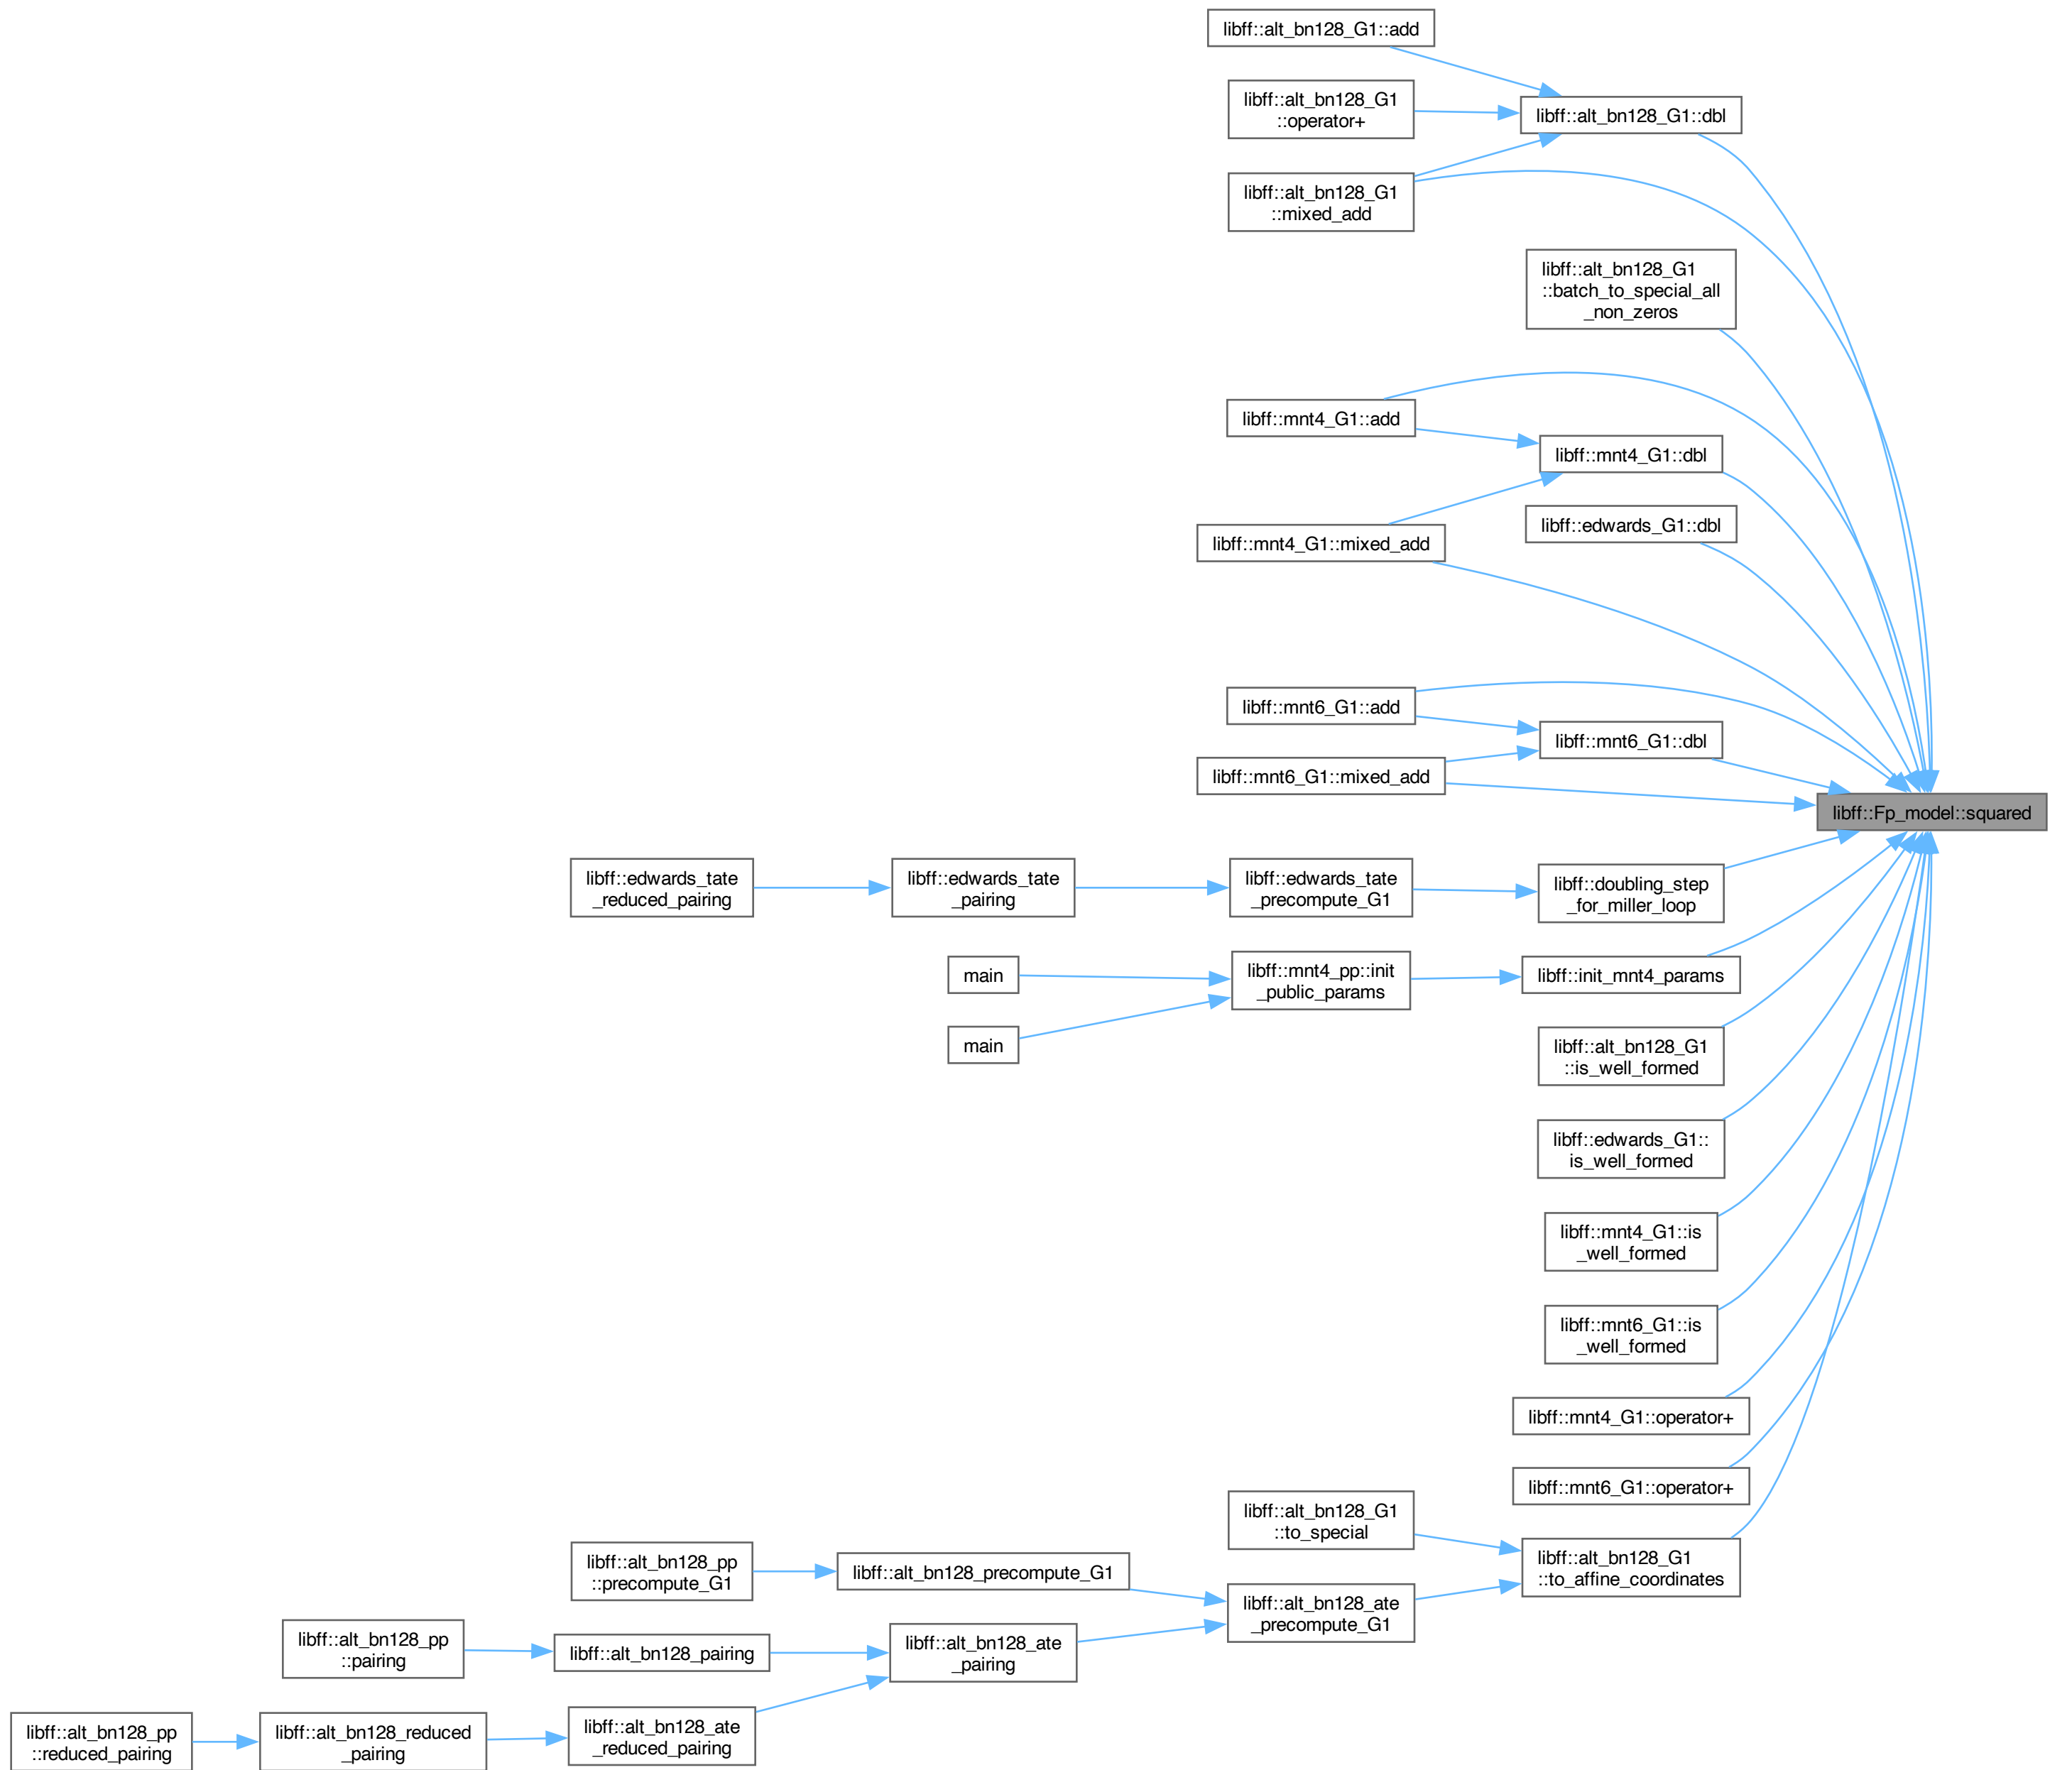 libff::alt_bn128_G1::add
libff::alt_bn128_G1
::operator+
libff::alt_bn128_G1::dbl
libff::alt_bn128_G1
::mixed_add
libff::alt_bn128_G1
::batch_to_special_all
_non_zeros
libff::mnt4_G1::add
libff::mnt4_G1::dbl
libff::edwards_G1::dbl
libff::mnt4_G1::mixed_add
libff::mnt6_G1::add
libff::mnt6_G1::dbl
libff::mnt6_G1::mixed_add
libff::Fp_model::squared
libff::edwards_tate
_reduced_pairing
libff::edwards_tate
_pairing
libff::edwards_tate
_precompute_G1
libff::doubling_step
_for_miller_loop
main
libff::mnt4_pp::init
_public_params
libff::init_mnt4_params
main
libff::alt_bn128_G1
::is_well_formed
libff::edwards_G1::
is_well_formed
libff::mnt4_G1::is
_well_formed
libff::mnt6_G1::is
_well_formed
libff::mnt4_G1::operator+
libff::mnt6_G1::operator+
libff::alt_bn128_G1
::to_special
libff::alt_bn128_G1
::to_affine_coordinates
libff::alt_bn128_pp
::precompute_G1
libff::alt_bn128_precompute_G1
libff::alt_bn128_ate
_precompute_G1
libff::alt_bn128_pp
::pairing
libff::alt_bn128_pairing
libff::alt_bn128_ate
_pairing
libff::alt_bn128_pp
::reduced_pairing
libff::alt_bn128_reduced
_pairing
libff::alt_bn128_ate
_reduced_pairing